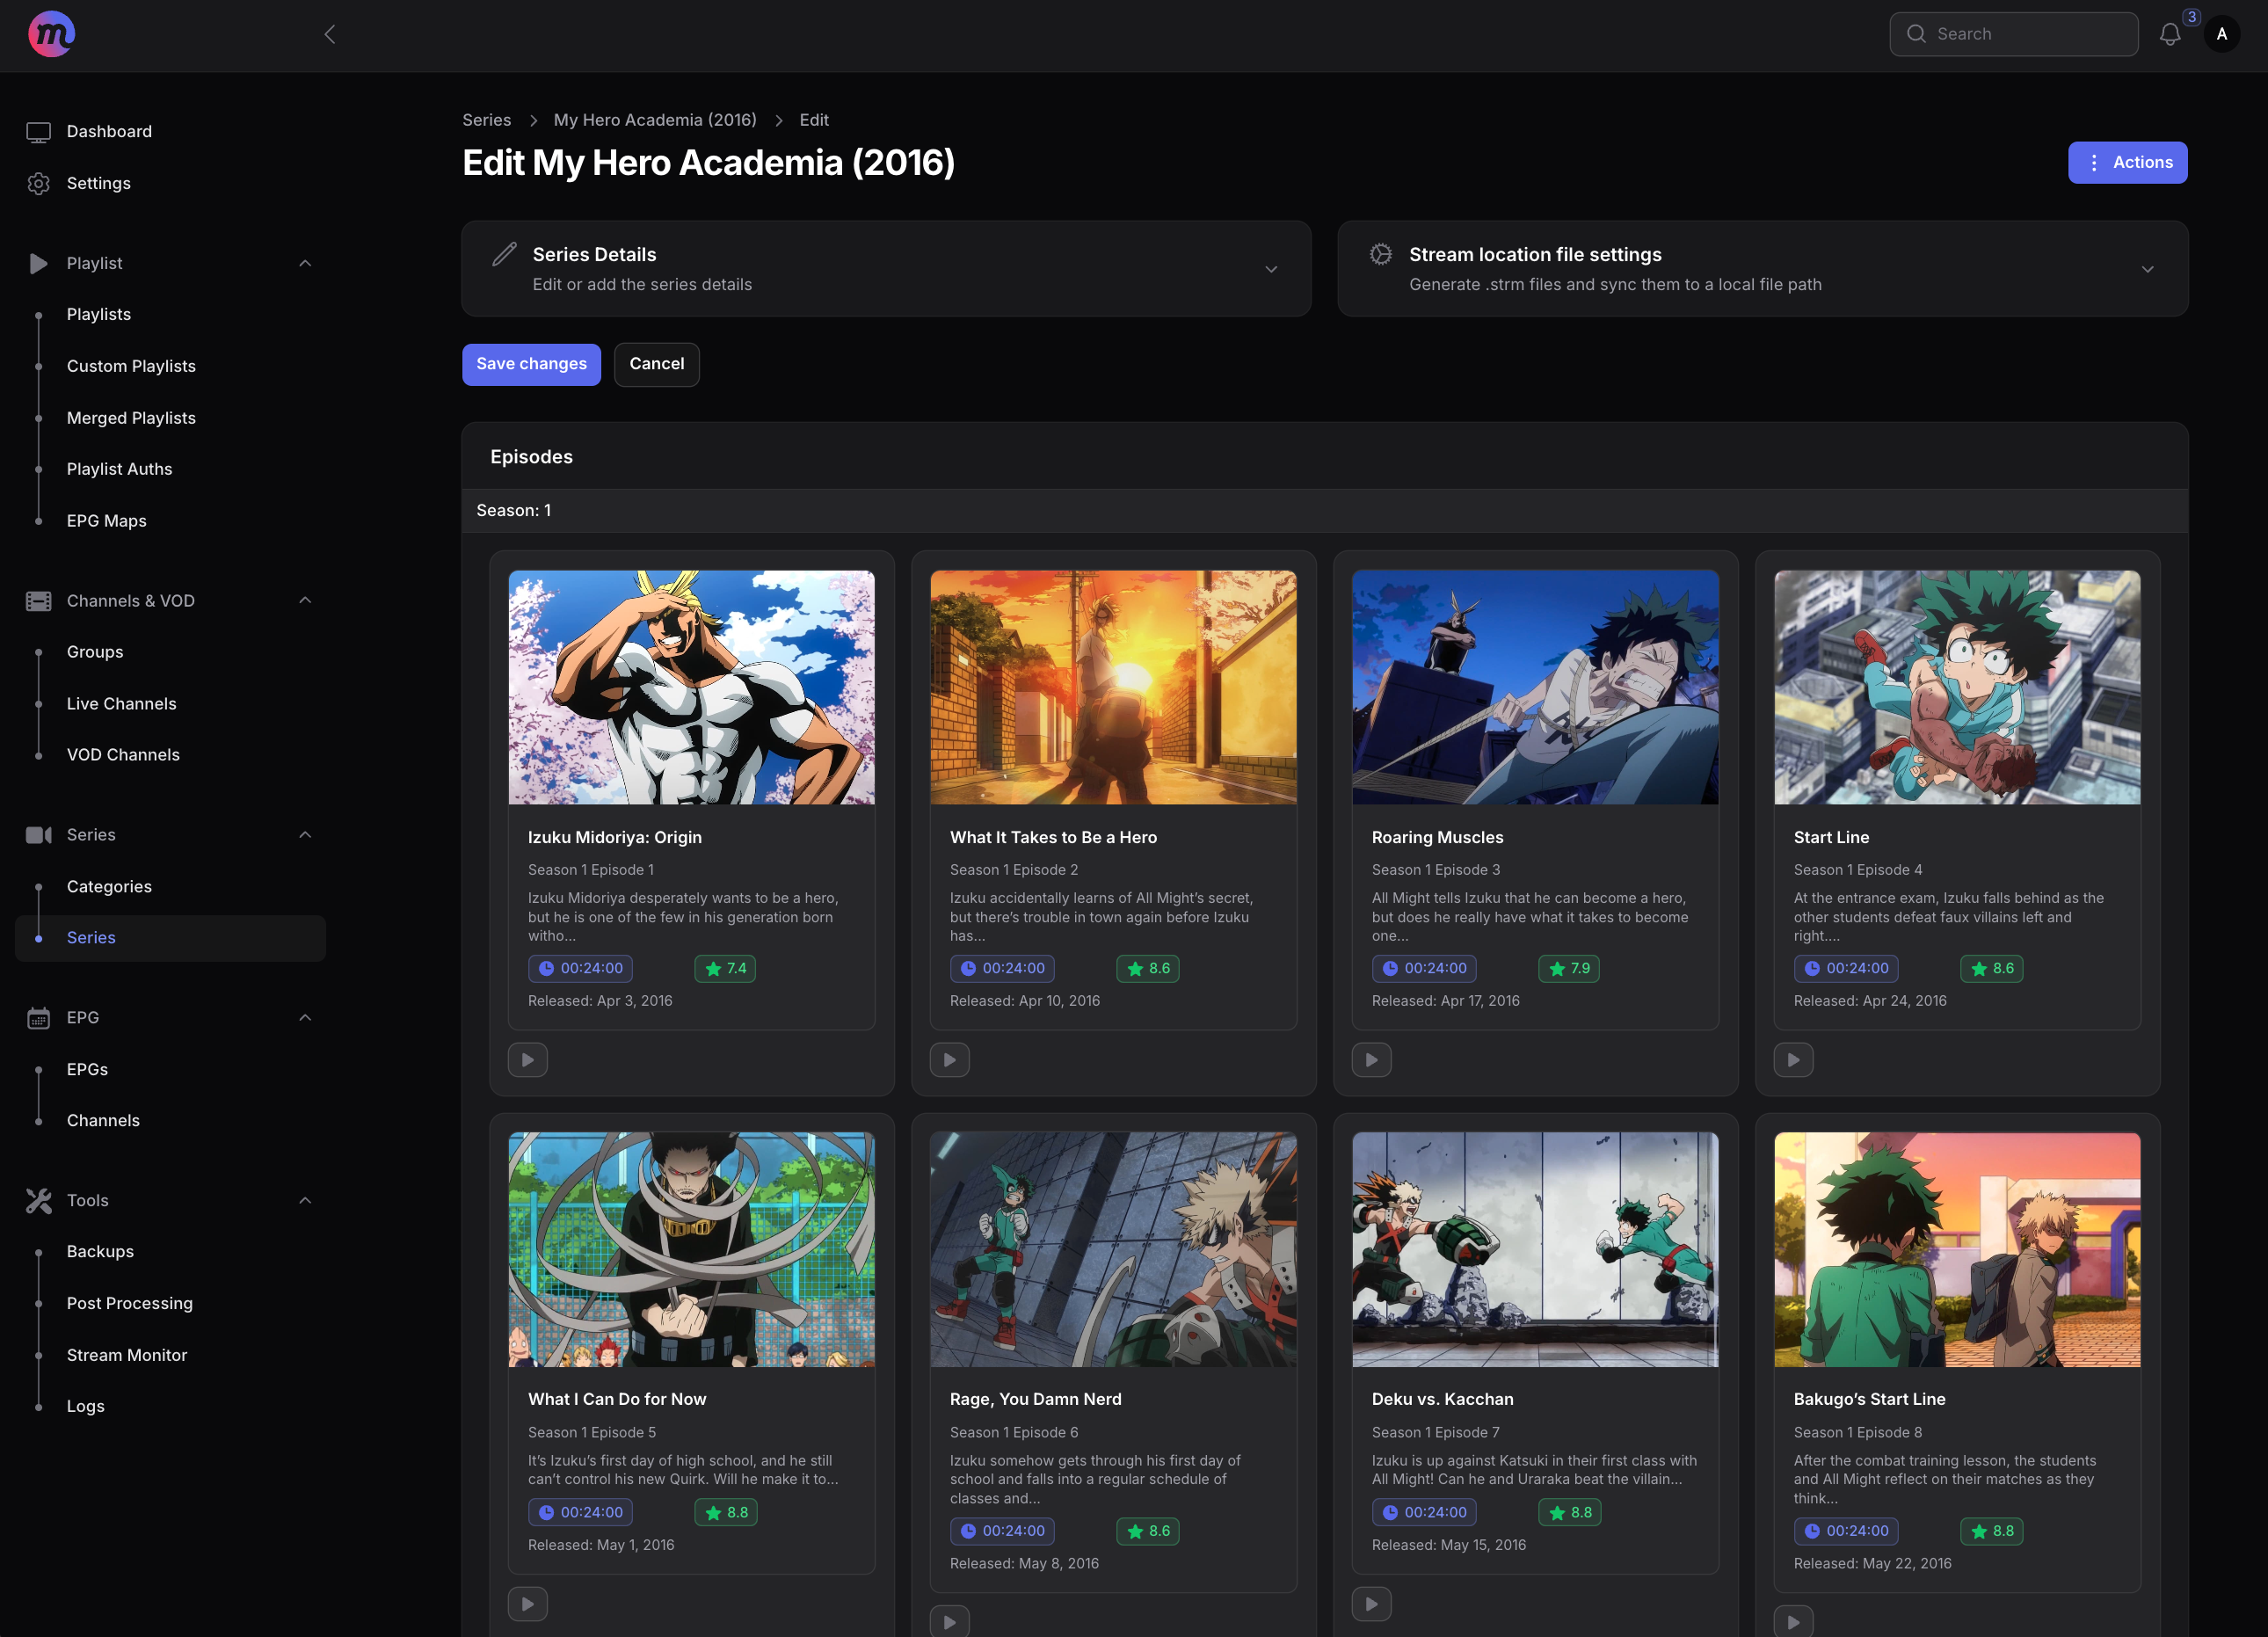 m
Search
3
A
Dashboard
Settings
Playlist
Playlists
Custom Playlists
Merged Playlists
Playlist Auths
EPG Maps
Channels & VOD
Groups
Live Channels
VOD Channels
Series
Categories
Series
EPG
EPGs
Channels
Tools
Backups
Post Processing
Stream Monitor
Logs
Series > My Hero Academia (2016) > Edit
Edit My Hero Academia (2016)
Actions
Series Details
Edit or add the series details
Stream location file settings
Generate .strm files and sync them to a local file path
Save changes
Cancel
Episodes
Season: 1
Izuku Midoriya: Origin
Season 1 Episode 1
Izuku Midoriya desperately wants to be a hero,
but he is one of the few in his generation born
witho...
00:24:00
7.4
Released: Apr 3, 2016
What It Takes to Be a Hero
Season 1 Episode 2
Izuku accidentally learns of All Might’s secret,
but there’s trouble in town again before Izuku
has...
00:24:00
8.6
Released: Apr 10, 2016
Roaring Muscles
Season 1 Episode 3
All Might tells Izuku that he can become a hero,
but does he really have what it takes to become
one...
00:24:00
7.9
Released: Apr 17, 2016
Start Line
Season 1 Episode 4
At the entrance exam, Izuku falls behind as the
other students defeat faux villains left and
right....
00:24:00
8.6
Released: Apr 24, 2016
What I Can Do for Now
Season 1 Episode 5
It’s Izuku’s first day of high school, and he still
can’t control his new Quirk. Will he make it to...
00:24:00
8.8
Released: May 1, 2016
Rage, You Damn Nerd
Season 1 Episode 6
Izuku somehow gets through his first day of
school and falls into a regular schedule of
classes and...
00:24:00
8.6
Released: May 8, 2016
Deku vs. Kacchan
Season 1 Episode 7
Izuku is up against Katsuki in their first class with
All Might! Can he and Uraraka beat the villain...
00:24:00
8.8
Released: May 15, 2016
Bakugo’s Start Line
Season 1 Episode 8
After the combat training lesson, the students
and All Might reflect on their matches as they
think...
00:24:00
8.8
Released: May 22, 2016